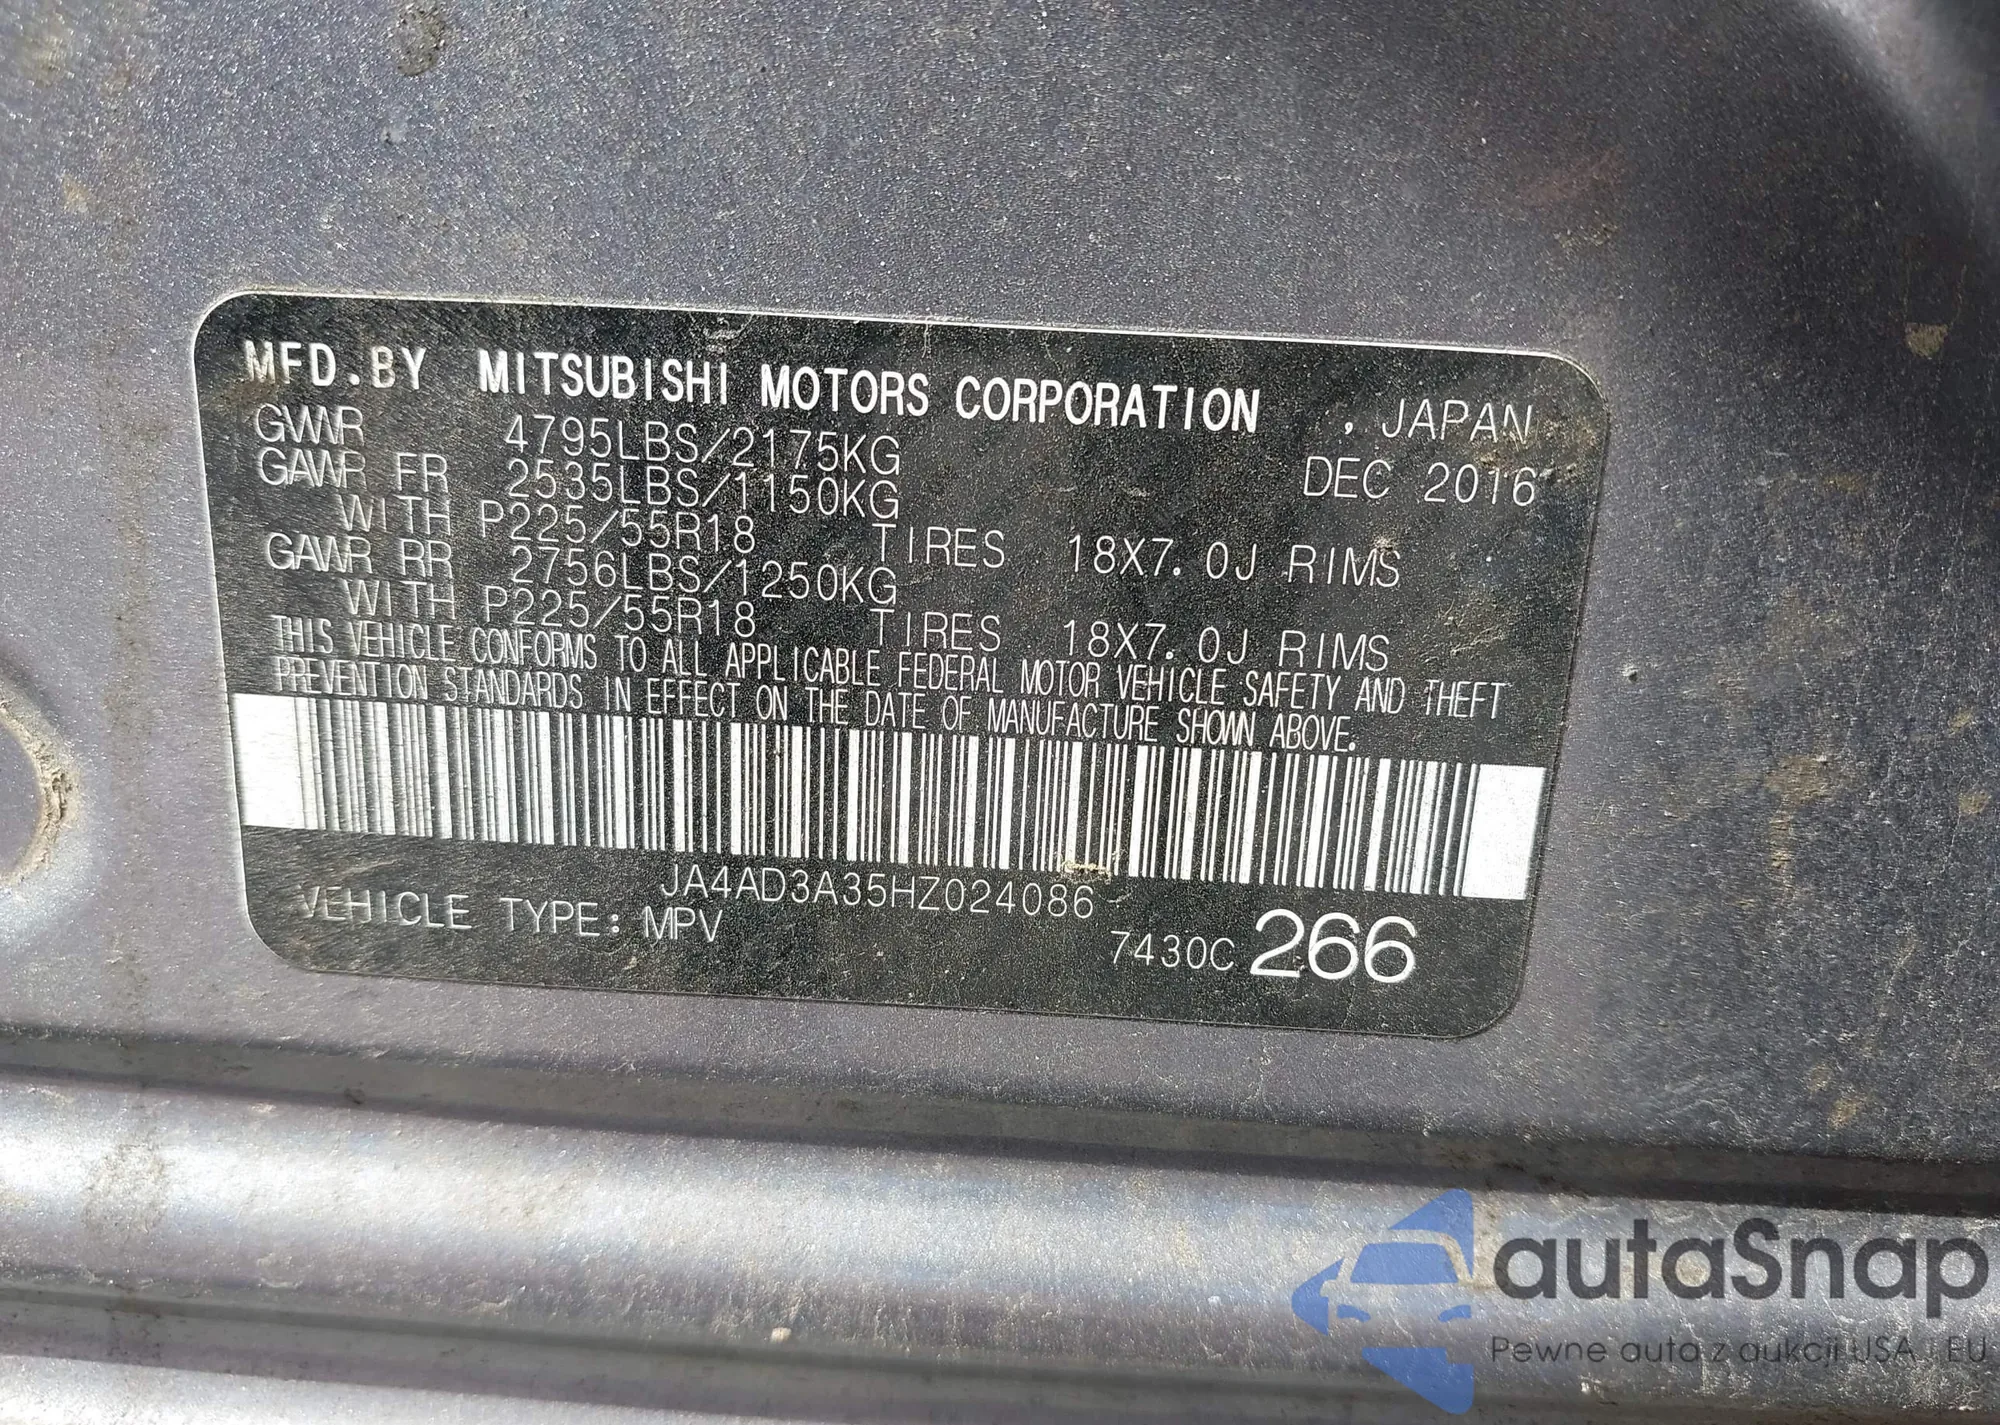 MFD.BY MITSUBISHI MOTORS CORPORATION , JAPAN
GVWR 4795LBS/2175KG DEC 2016
GAWR FR 2535LBS/1150KG
WITH P225/55R18 TIRES 18X7.0J RIMS
GAWR RR 2756LBS/1250KG
WITH P225/55R18 TIRES 18X7.0J RIMS
THIS VEHICLE CONFORMS TO ALL APPLICABLE FEDERAL MOTOR VEHICLE SAFETY AND THEFT
PREVENTION STANDARDS IN EFFECT ON THE DATE OF MANUFACTURE SHOWN ABOVE.
JA4AD3A35HZ024086
VEHICLE TYPE: MPV 7430C 266
autaSnap
Pewne auta z aukcji USA i EU